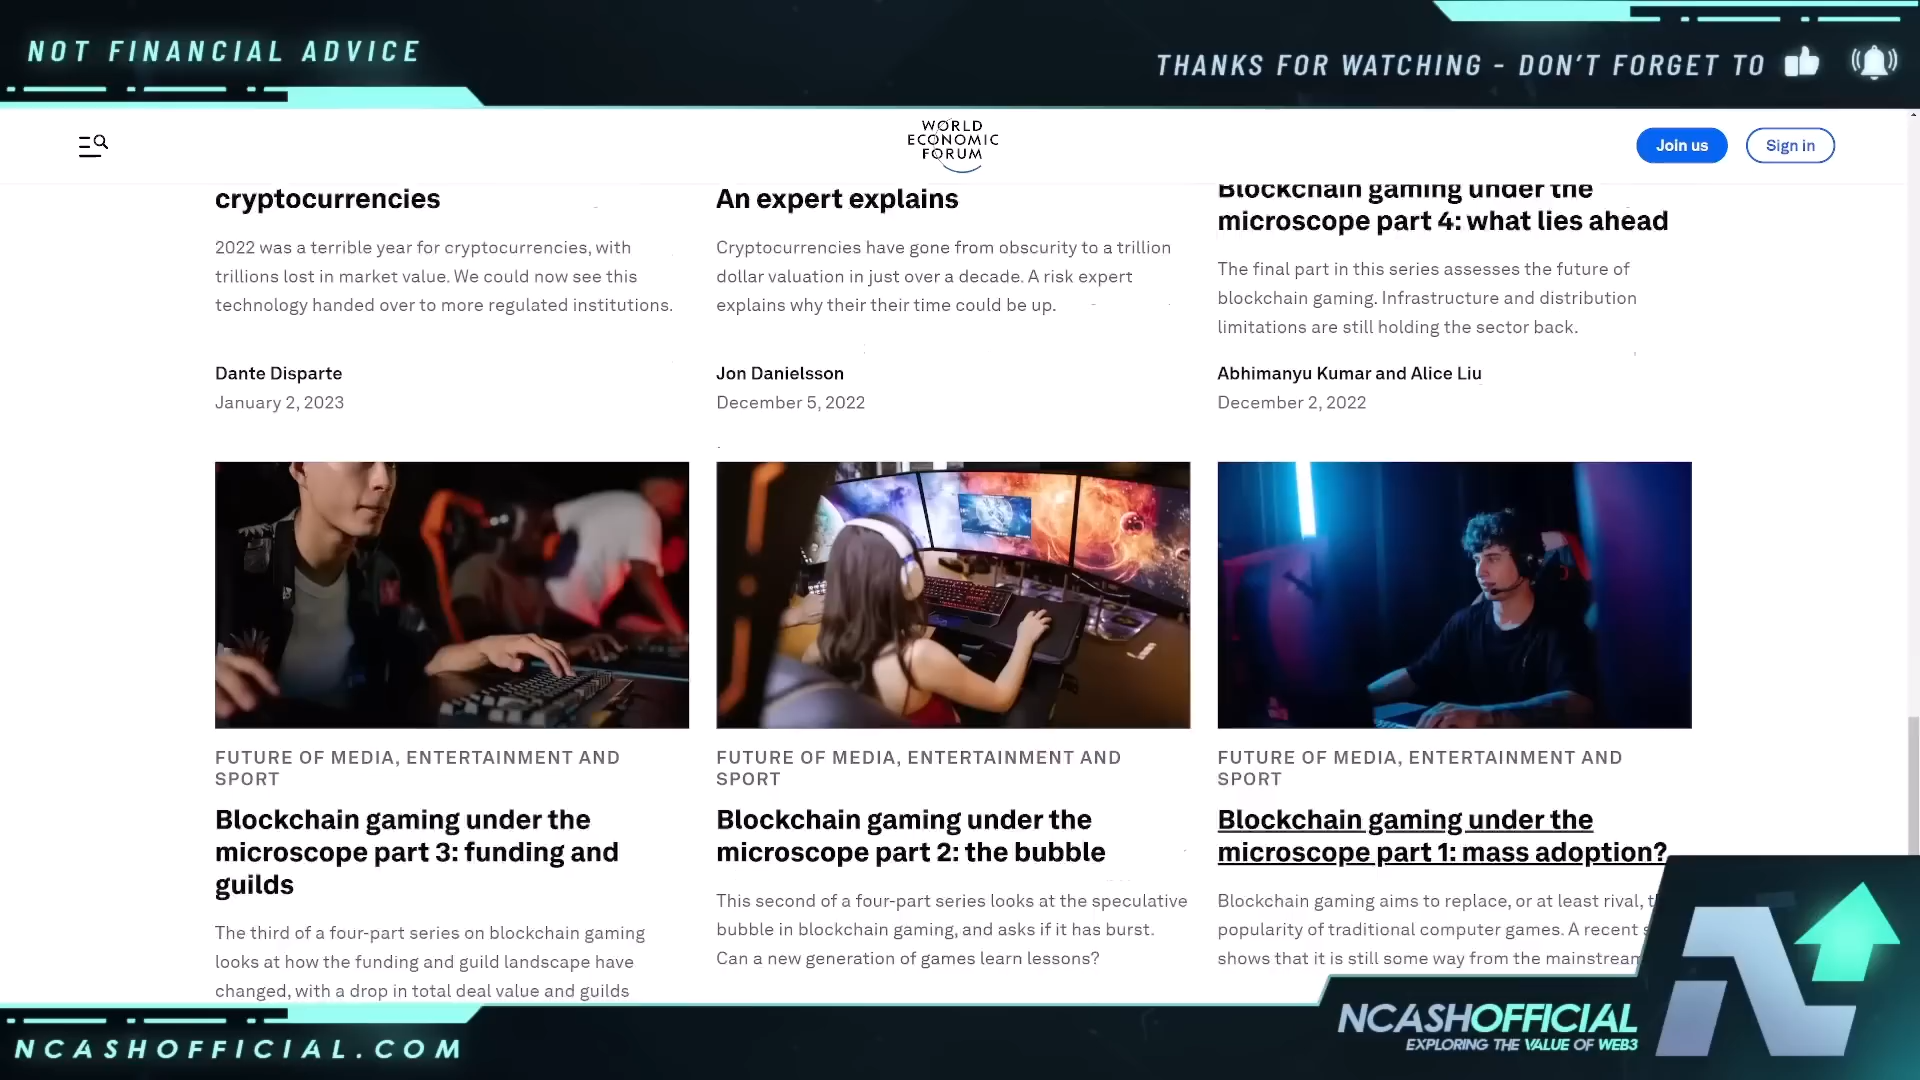 NOT FINANCIAL ADVICE
THANKS FOR WATCHING - DON'T FORGET TO
WORLD
ECONOMIC
FORUM
Join us
Sign in
cryptocurrencies
2022 was a terrible year for cryptocurrencies, with
trillions lost in market value. We could now see this
technology handed over to more regulated institutions.
Dante Disparte
January 2, 2023
An expert explains
Cryptocurrencies have gone from obscurity to a trillion
dollar valuation in just over a decade. A risk expert
explains why their their time could be up.
Jon Danielsson
December 5, 2022
Blockchain gaming under the
microscope part 4: what lies ahead
The final part in this series assesses the future of
blockchain gaming. Infrastructure and distribution
limitations are still holding the sector back.
Abhimanyu Kumar and Alice Liu
December 2, 2022
FUTURE OF MEDIA, ENTERTAINMENT AND
SPORT
Blockchain gaming under the
microscope part 3: funding and
guilds
The third of a four-part series on blockchain gaming
looks at how the funding and guild landscape have
changed, with a drop in total deal value and guilds
FUTURE OF MEDIA, ENTERTAINMENT AND
SPORT
Blockchain gaming under the
microscope part 2: the bubble
This second of a four-part series looks at the speculative
bubble in blockchain gaming, and asks if it has burst.
Can a new generation of games learn lessons?
FUTURE OF MEDIA, ENTERTAINMENT AND
SPORT
Blockchain gaming under the
microscope part 1: mass adoption?
Blockchain gaming aims to replace, or at least rival,
popularity of traditional computer games. A recent
shows that it is still some way from the mainstream
NCASHOFFICIAL.COM
NCASHOFFICIAL
EXPLORING THE VALUE OF WEB3